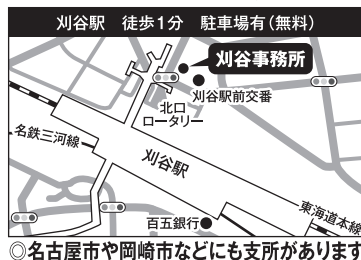 刈谷駅　徒歩1分　駐車場有(無料)
刈谷事務所
刈谷駅前交番
北口
ロータリー
名鉄三河線
刈谷駅
東海道本線
百五銀行
◎名古屋市や岡崎市などにも支所があります